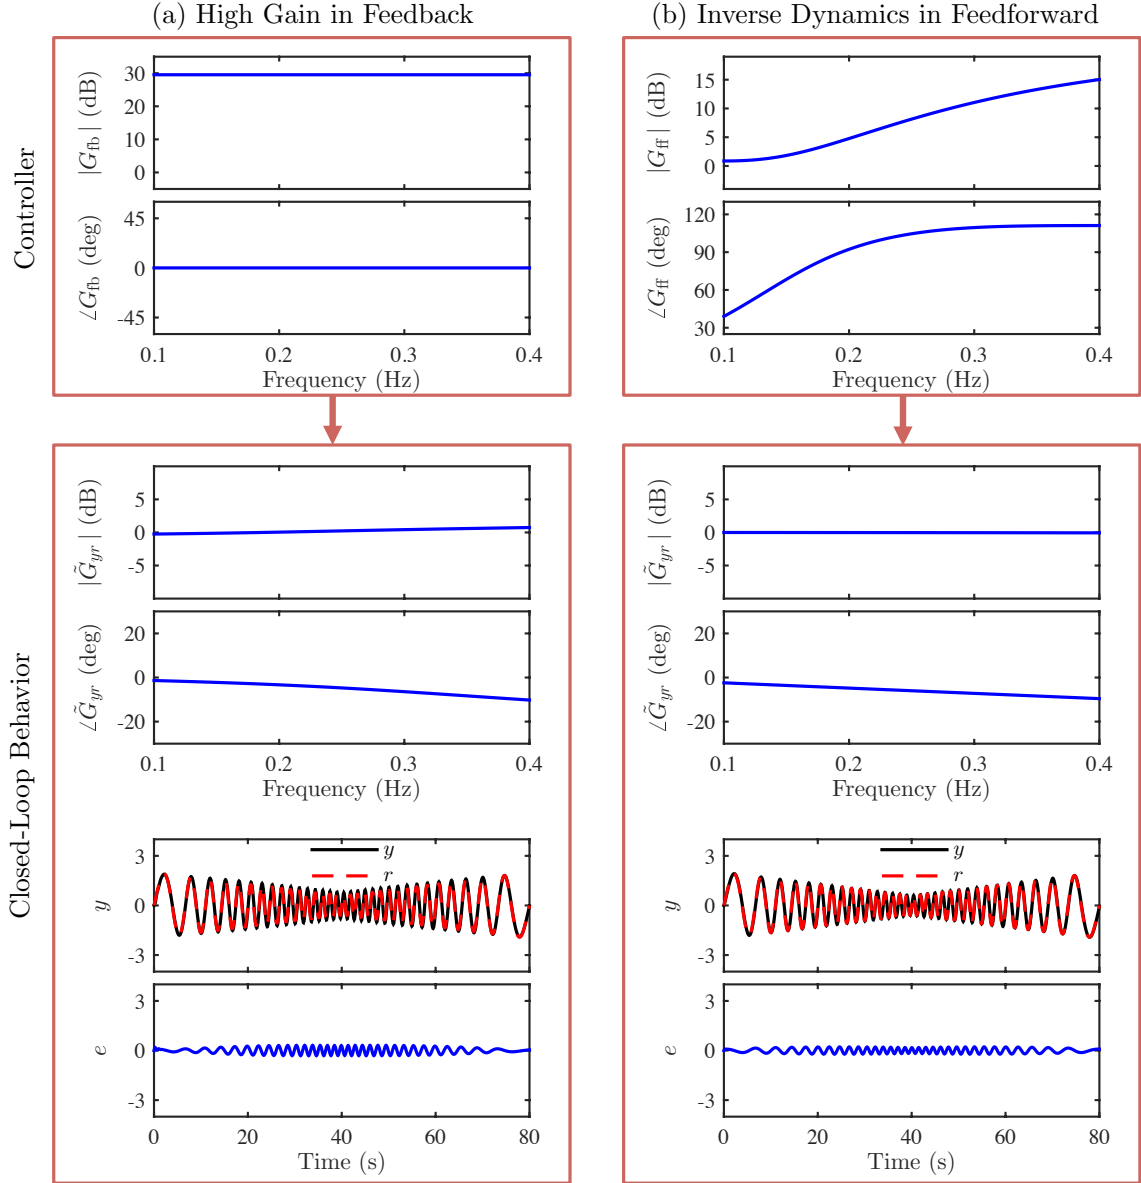 (a) High Gain in Feedback
(b) Inverse Dynamics in Feedforward
Controller
|G_fb| (dB)
30
20
10
0
∠G_fb (deg)
45
0
-45
0.1 0.2 0.3 0.4
Frequency (Hz)
|G_ff| (dB)
15
10
5
0
∠G_ff (deg)
120
90
60
30
0.1 0.2 0.3 0.4
Frequency (Hz)
Closed-Loop Behavior
|G̃_yr| (dB)
5
0
-5
∠G̃_yr (deg)
20
0
-20
0.1 0.2 0.3 0.4
Frequency (Hz)
y
3
0
-3
y
r
e
3
0
-3
0 20 40 60 80
Time (s)
|G̃_yr| (dB)
5
0
-5
∠G̃_yr (deg)
20
0
-20
0.1 0.2 0.3 0.4
Frequency (Hz)
y
3
0
-3
y
r
e
3
0
-3
0 20 40 60 80
Time (s)